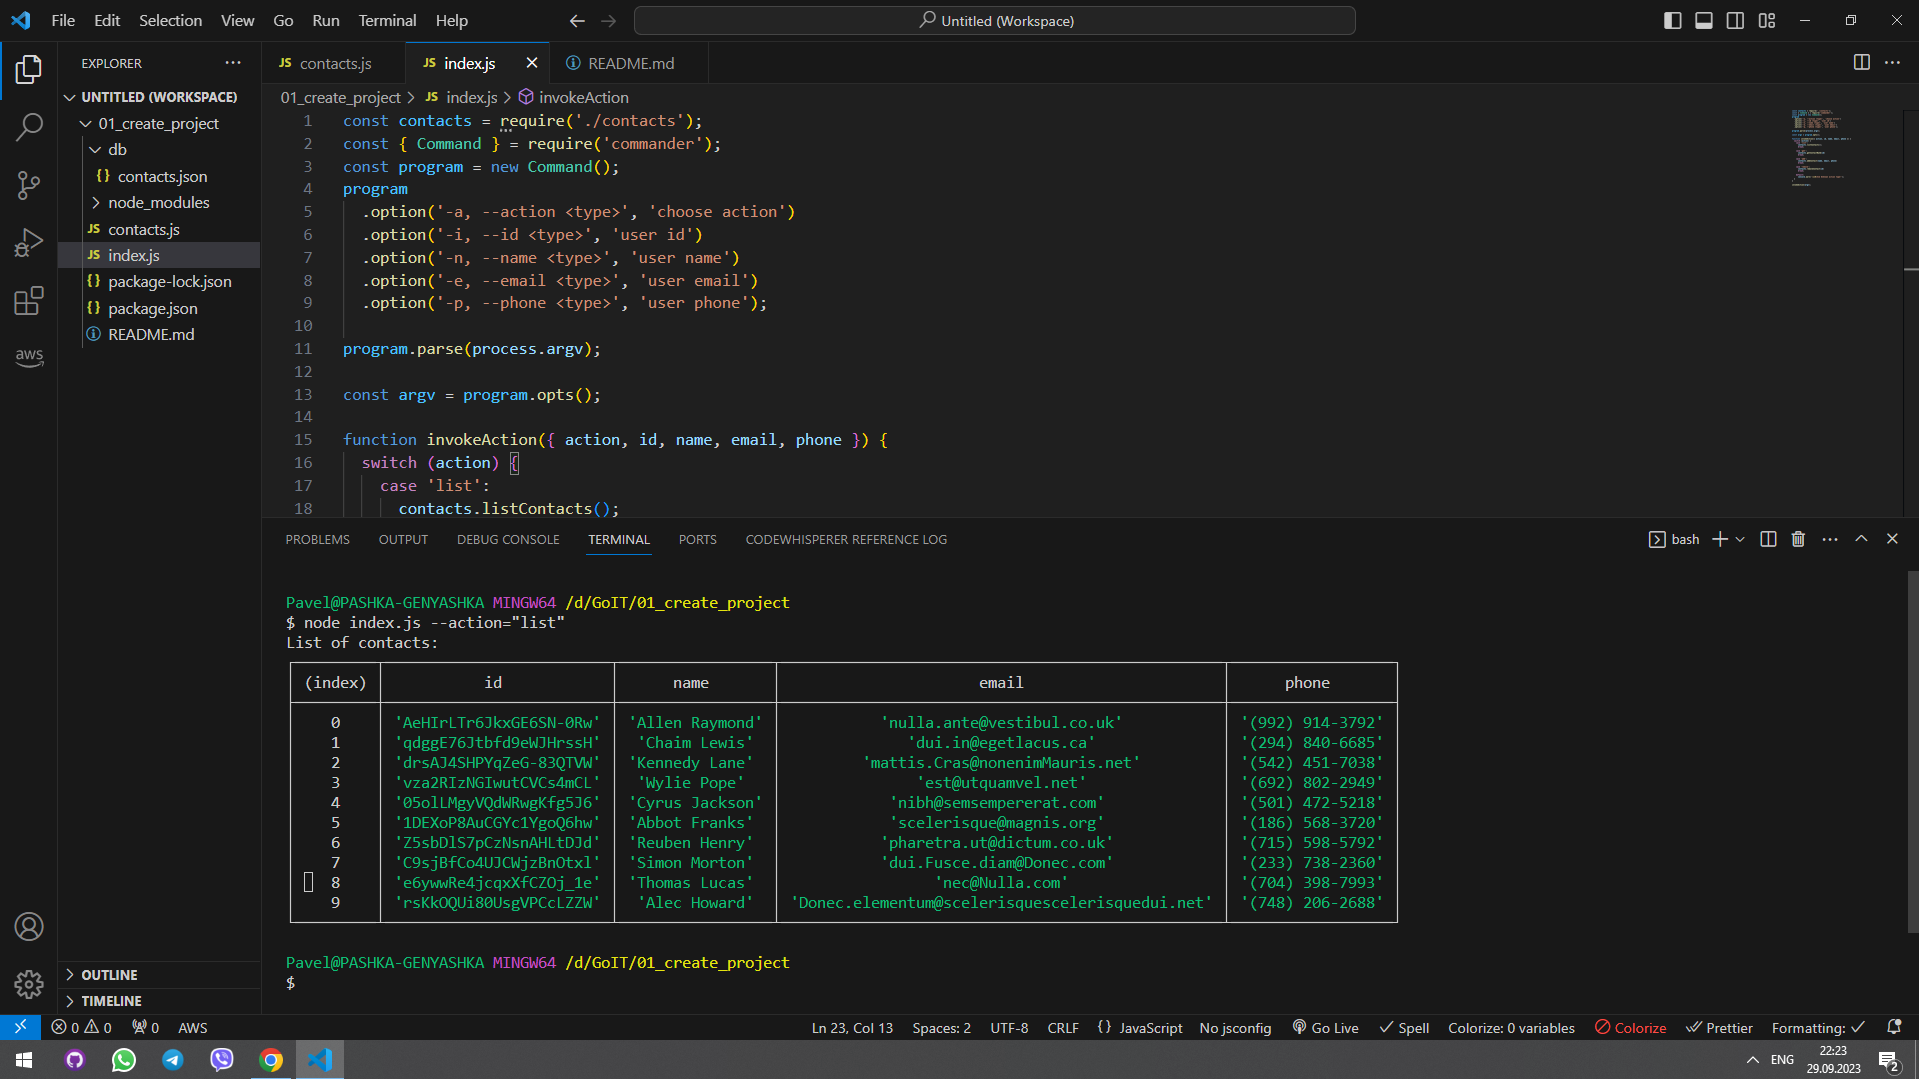 File Edit Selection View Go Run Terminal Help
Untitled (Workspace)
EXPLORER
JS contacts.js
JS index.js
README.md
UNTITLED (WORKSPACE)
01_create_project
db
{} contacts.json
node_modules
JS contacts.js
JS index.js
{} package-lock.json
{} package.json
README.md
aws
OUTLINE
TIMELINE
01_create_project > JS index.js > invokeAction
1 const contacts = require('./contacts');
2 const { Command } = require('commander');
3 const program = new Command();
4 program
5 .option('-a, --action <type>', 'choose action')
6 .option('-i, --id <type>', 'user id')
7 .option('-n, --name <type>', 'user name')
8 .option('-e, --email <type>', 'user email')
9 .option('-p, --phone <type>', 'user phone');
10
11 program.parse(process.argv);
12
13 const argv = program.opts();
14
15 function invokeAction({ action, id, name, email, phone }) {
16 switch (action) {
17 case 'list':
18 contacts.listContacts();
PROBLEMS OUTPUT DEBUG CONSOLE TERMINAL PORTS CODEWHISPERER REFERENCE LOG
bash
Pavel@PASHKA-GENYASHKA MINGW64 /d/GoIT/01_create_project
$ node index.js --action="list"
List of contacts:
(index) id name email phone
0 'AeHIrLTr6JkxGE6SN-0Rw' 'Allen Raymond' 'nulla.ante@vestibul.co.uk' '(992) 914-3792'
1 'qdggE76Jtbfd9eWJHrssH' 'Chaim Lewis' 'dui.in@egetlacus.ca' '(294) 840-6685'
2 'drsAJ4SHPYqZeG-83QTVW' 'Kennedy Lane' 'mattis.Cras@nonenimMauris.net' '(542) 451-7038'
3 'vza2RIzNGIwutCVCs4mCL' 'Wylie Pope' 'est@utquamvel.net' '(692) 802-2949'
4 '05olLMgyVQdWRwgKfg5J6' 'Cyrus Jackson' 'nibh@semsempererat.com' '(501) 472-5218'
5 '1DEXoP8AuCGYc1YgoQ6hw' 'Abbot Franks' 'scelerisque@magnis.org' '(186) 568-3720'
6 'Z5sbDlS7pCzNsnAHLtDJd' 'Reuben Henry' 'pharetra.ut@dictum.co.uk' '(715) 598-5792'
7 'C9sjBfCo4UJCWjzBnOtxl' 'Simon Morton' 'dui.Fusce.diam@Donec.com' '(233) 738-2360'
8 'e6ywwRe4jcqxXfCZOj_1e' 'Thomas Lucas' 'nec@Nulla.com' '(704) 398-7993'
9 'rsKkOQUi80UsgVPCcLZZW' 'Alec Howard' 'Donec.elementum@scelerisquescelerisquedui.net' '(748) 206-2688'
Pavel@PASHKA-GENYASHKA MINGW64 /d/GoIT/01_create_project
$
0 0 0 AWS Ln 23, Col 13 Spaces: 2 UTF-8 CRLF {} JavaScript No jsconfig Go Live Spell Colorize: 0 variables Colorize Prettier Formatting:
ENG 22:23
29.09.2023 2